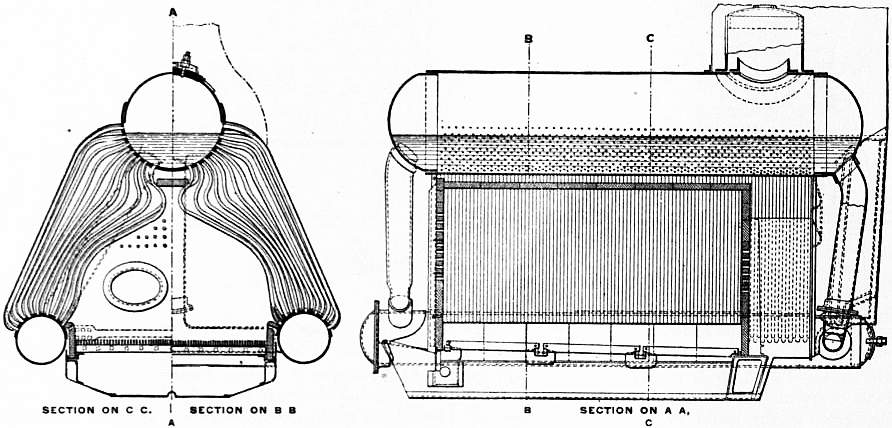 A
B
C
SECTION ON C C.
SECTION ON B B
A
B
SECTION ON A A,
C